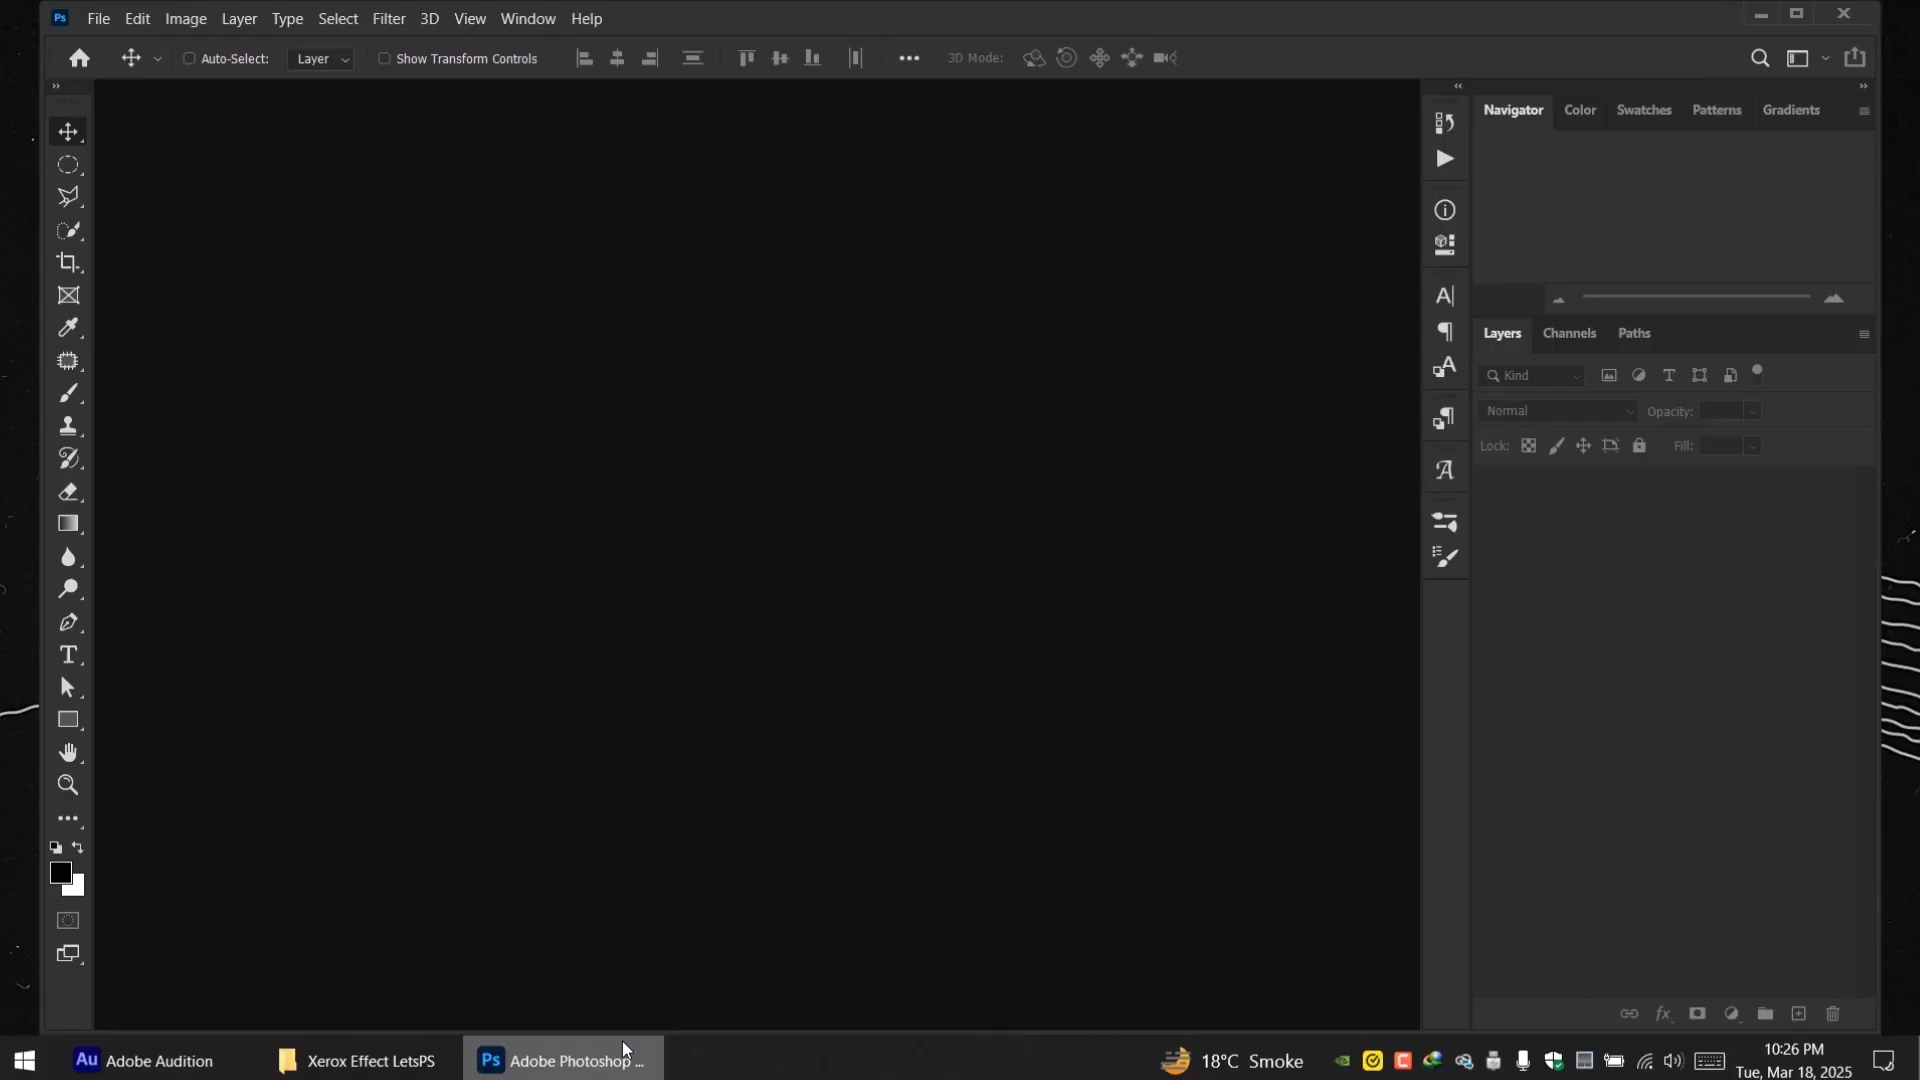 Ps File Edit Image Layer Type Select Filter 3D View Window Help
Auto-Select: Layer Show Transform Controls 3D Mode:
Navigator Color Swatches Patterns Gradients
Layers Channels Paths
Kind
Normal Opacity:
Lock: Fill:
Au Adobe Audition Xerox Effect LetsPS Ps Adobe Photoshop ... 18°C Smoke
10:26 PM
Tue, Mar 18, 2025